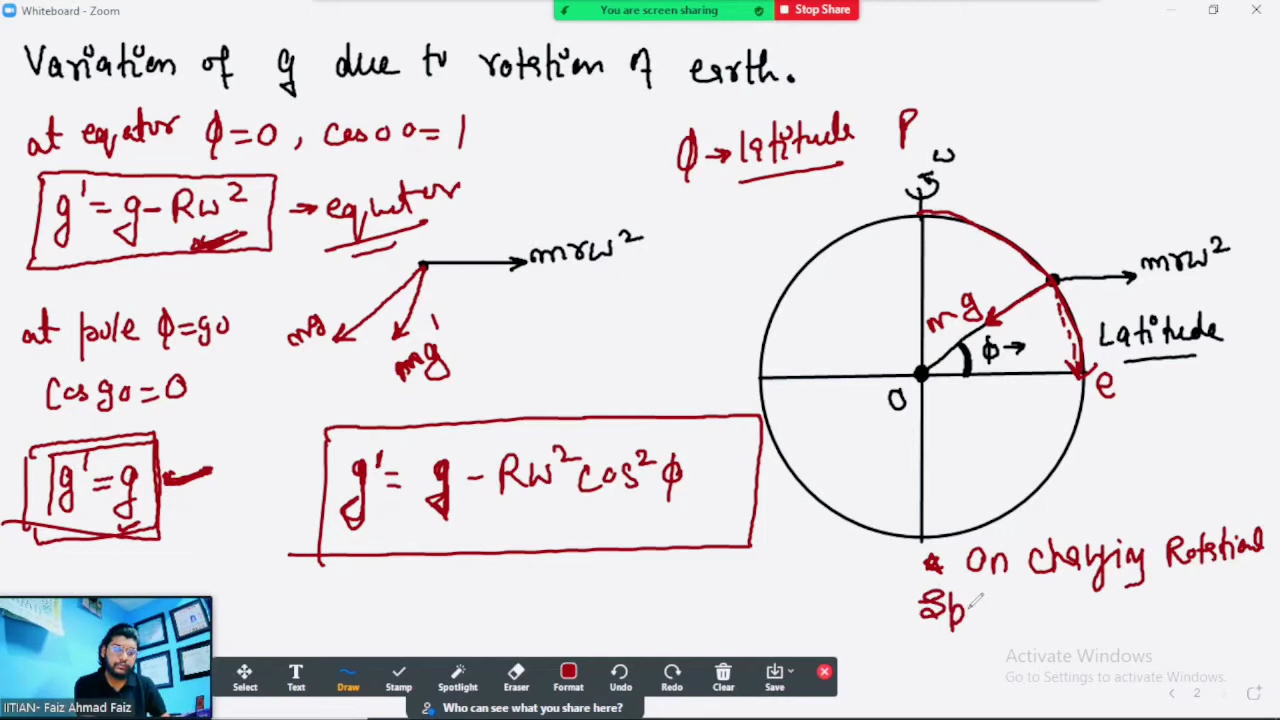 Whiteboard - Zoom
You are screen sharing
Stop Share
Variation of g due to rotation of earth.
at equator ϕ=0, cos 0 = 1
g' = g - Rω² → equator
mrω²
mg
mg'
at pole ϕ=90
cos 90 = 0
g' = g
g' = g - Rω² cos² ϕ
ϕ → latitude
P
ω
mrω²
mg
ϕ →
Latitude
O
e
* On changing Rotational
Sp
Activate Windows
Go to Settings to activate Windows.
IITIAN- Faiz Ahmad Faiz
Select
Text
Draw
Stamp
Spotlight
Eraser
Format
Undo
Redo
Clear
Save
Who can see what you share here?
2